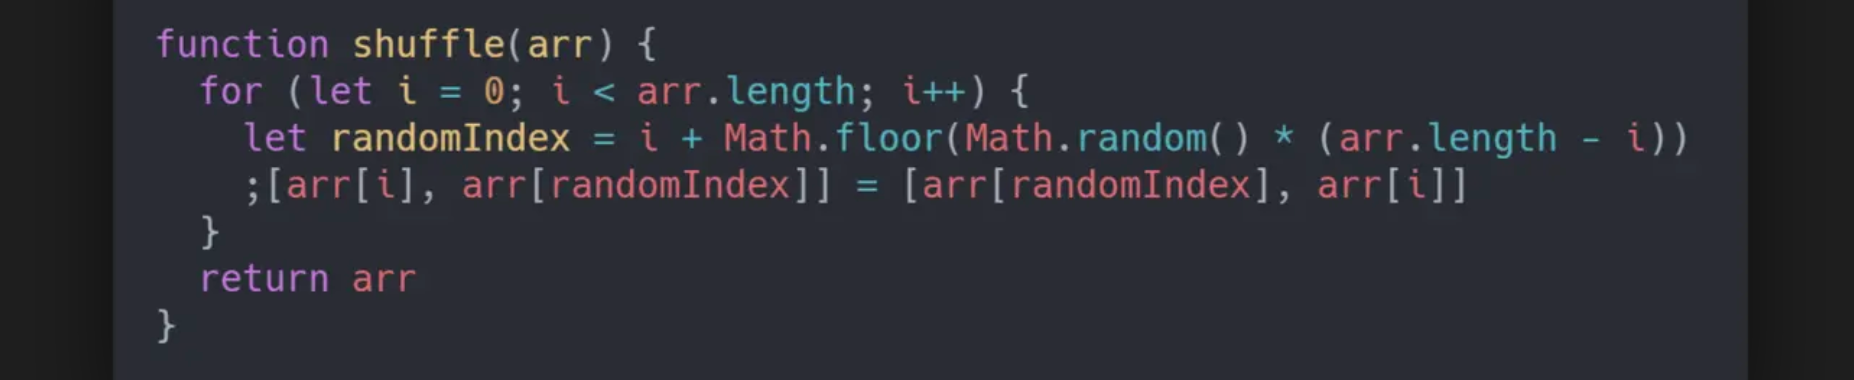 function shuffle(arr) {
  for (let i = 0; i < arr.length; i++) {
    let randomIndex = i + Math.floor(Math.random() * (arr.length - i))
    ;[arr[i], arr[randomIndex]] = [arr[randomIndex], arr[i]]
  }
  return arr
}